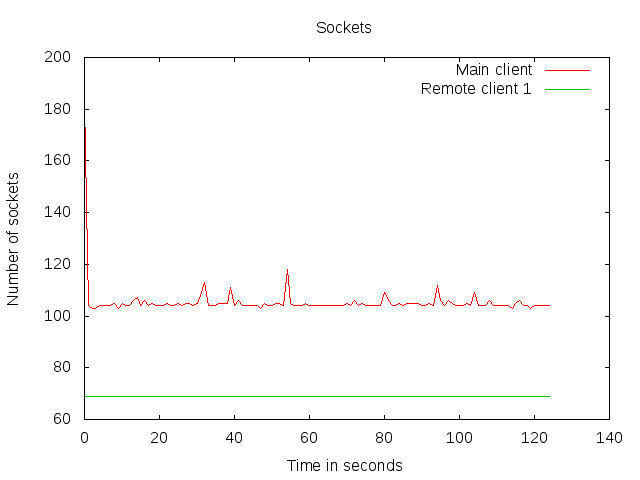 Sockets
Main client
Remote client 1
200
180
160
140
120
100
80
60
Number of sockets
0 20 40 60 80 100 120 140
Time in seconds